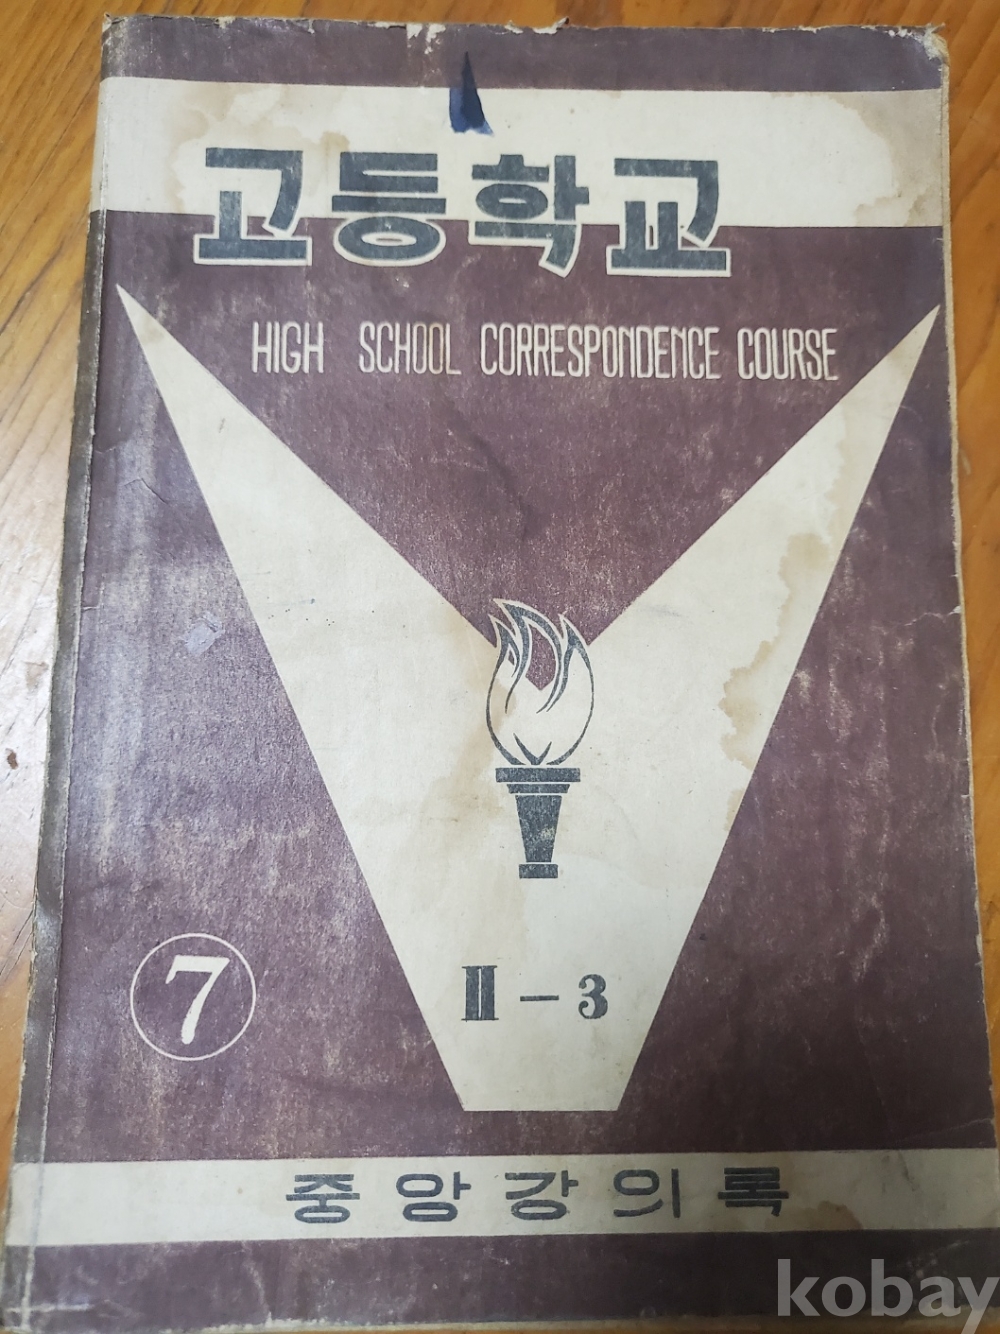 고등학교
HIGH SCHOOL CORRESPONDENCE COURSE
7
II-3
중앙강의록
kobay